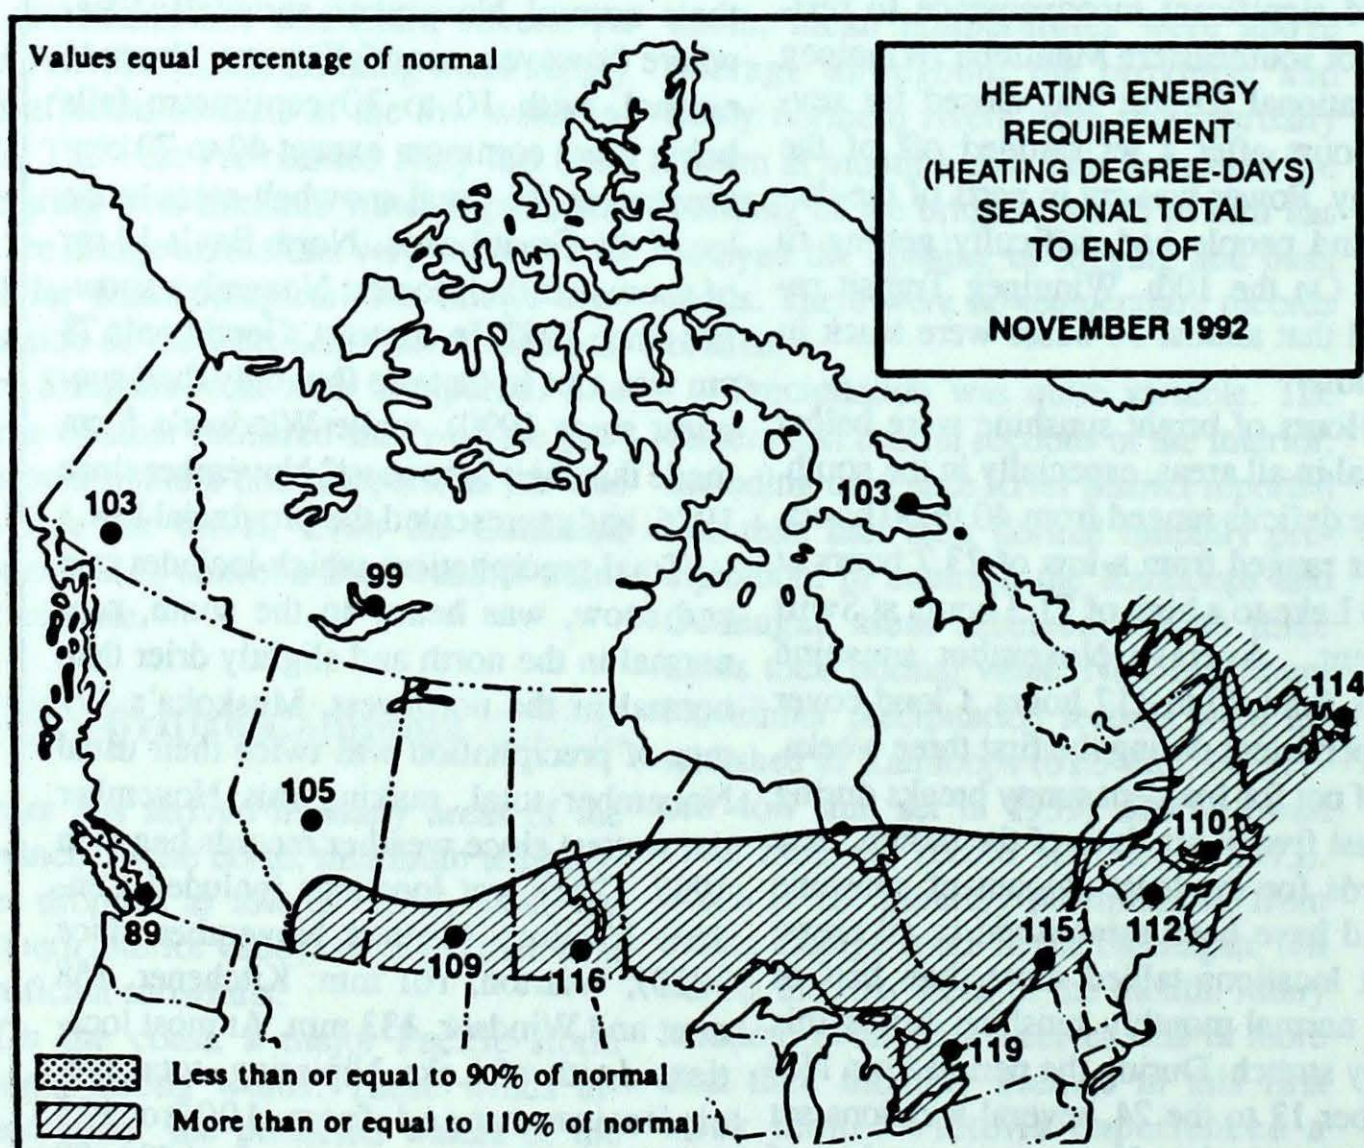 Values equal percentage of normal
HEATING ENERGY
REQUIREMENT
(HEATING DEGREE-DAYS)
SEASONAL TOTAL
TO END OF
NOVEMBER 1992
103
103
99
114
105
110
89
109
116
115
112
119
Less than or equal to 90% of normal
More than or equal to 110% of normal